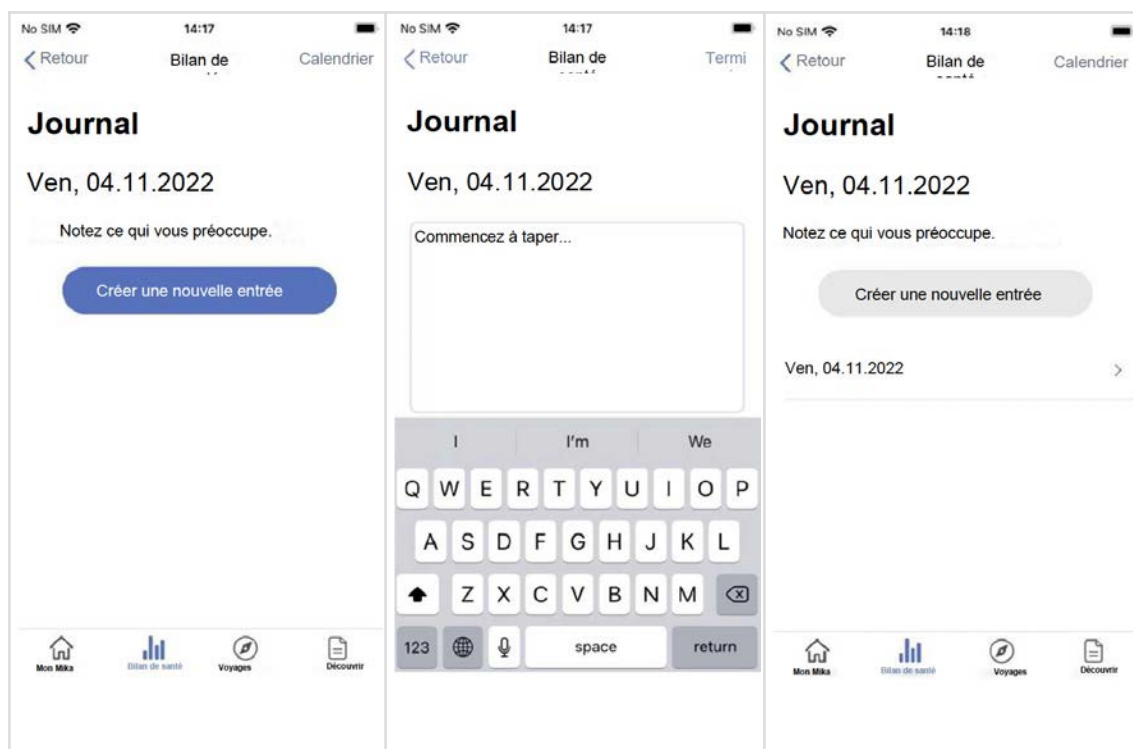 No SIM 14:17
Retour Bilan de Calendrier
Journal
Ven, 04.11.2022
Notez ce qui vous préoccupe.
Créer une nouvelle entrée
Mon Mika Bilan de santé Voyages Découvrir
No SIM 14:17
Retour Bilan de Termi
Journal
Ven, 04.11.2022
Commencez à taper...
I I'm We
Q W E R T Y U I O P
A S D F G H J K L
Z X C V B N M
123 space return
No SIM 14:18
Retour Bilan de Calendrier
Journal
Ven, 04.11.2022
Notez ce qui vous préoccupe.
Créer une nouvelle entrée
Ven, 04.11.2022
Mon Mika Bilan de santé Voyages Découvrir